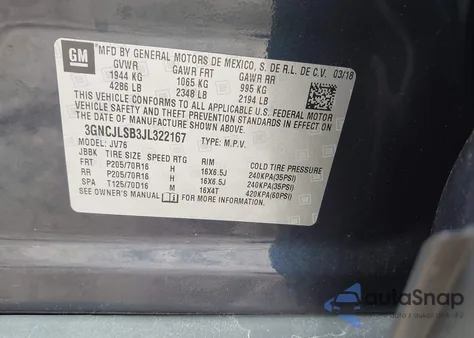 GM
MFD BY GENERAL MOTORS DE MEXICO, S. DE R.L. DE C.V. 03/18
GVWR GAWR FRT GAWR RR
1944 KG 1065 KG 995 KG
4286 LB 2348 LB 2194 LB
THIS VEHICLE CONFORMS TO ALL APPLICABLE U.S. FEDERAL MOTOR
VEHICLE SAFETY AND THEFT PREVENTION STANDARDS IN EFFECT ON
THE DATE OF MANUFACTURE SHOWN ABOVE.
3GNCJLSB3JL322167 TYPE: M.P.V.
MODEL: JV76
JBBK TIRE SIZE SPEED RTG RIM COLD TIRE PRESSURE
FRT P205/70R16 H 16X6.5J 240KPA(35PSI)
RR P205/70R16 H 16X6.5J 240KPA(35PSI)
SPA T125/70D16 M 16X4T 420KPA(60PSI)
SEE OWNER'S MANUAL FOR MORE INFORMATION
autoSnap